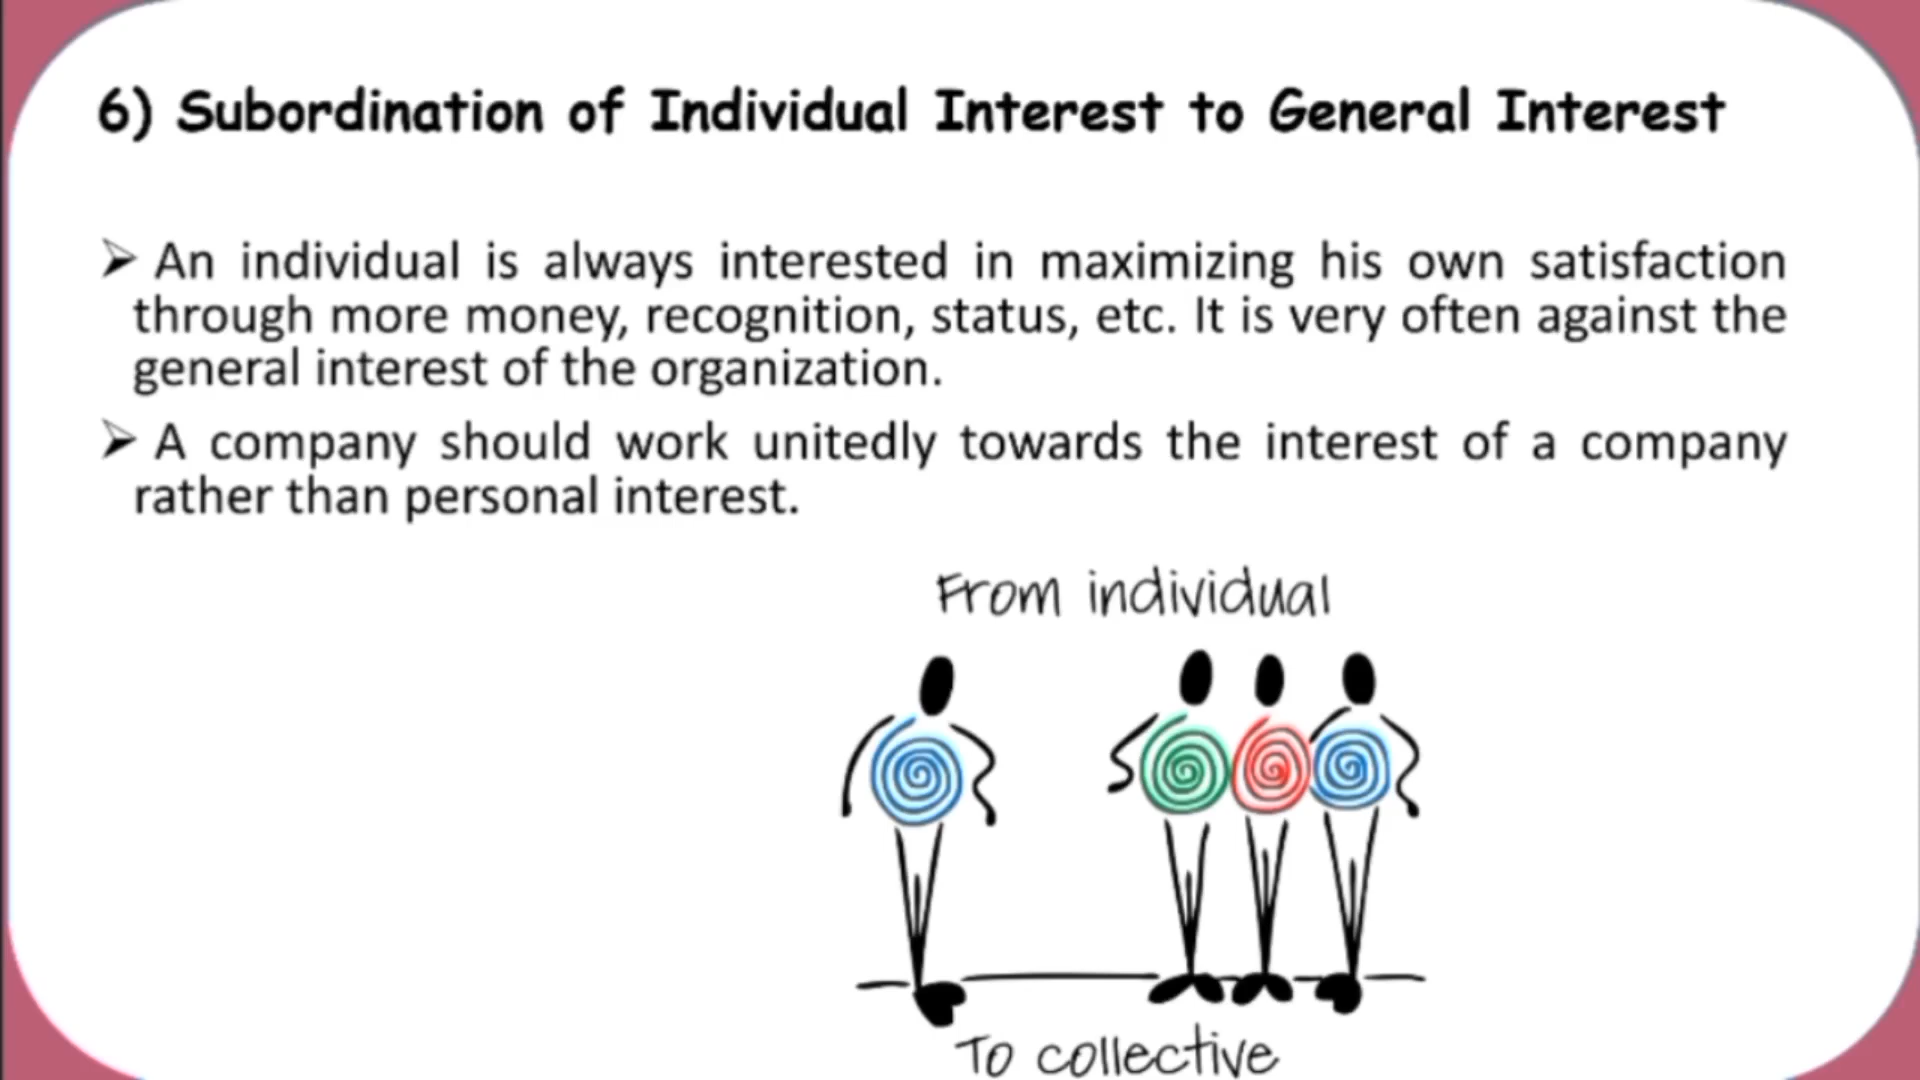 6) Subordination of Individual Interest to General Interest
➢ An individual is always interested in maximizing his own satisfaction
through more money, recognition, status, etc. It is very often against the
general interest of the organization.
➢ A company should work unitedly towards the interest of a company
rather than personal interest.
From individual
To collective